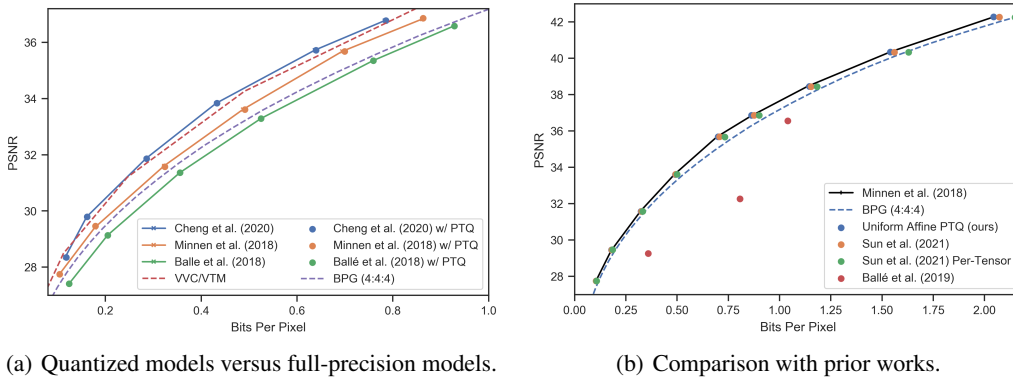 PSNR
36
34
32
30
28
0.2
0.4
0.6
0.8
1.0
Bits Per Pixel
Cheng et al. (2020)
Minnen et al. (2018)
Balle et al. (2018)
VVC/VTM
Cheng et al. (2020) w/ PTQ
Minnen et al. (2018) w/ PTQ
Ballé et al. (2018) w/ PTQ
BPG (4:4:4)
(a) Quantized models versus full-precision models.
PSNR
42
40
38
36
34
32
30
28
0.00
0.25
0.50
0.75
1.00
1.25
1.50
1.75
2.00
Bits Per Pixel
Minnen et al. (2018)
BPG (4:4:4)
Uniform Affine PTQ (ours)
Sun et al. (2021)
Sun et al. (2021) Per-Tensor
Ballé et al. (2019)
(b) Comparison with prior works.